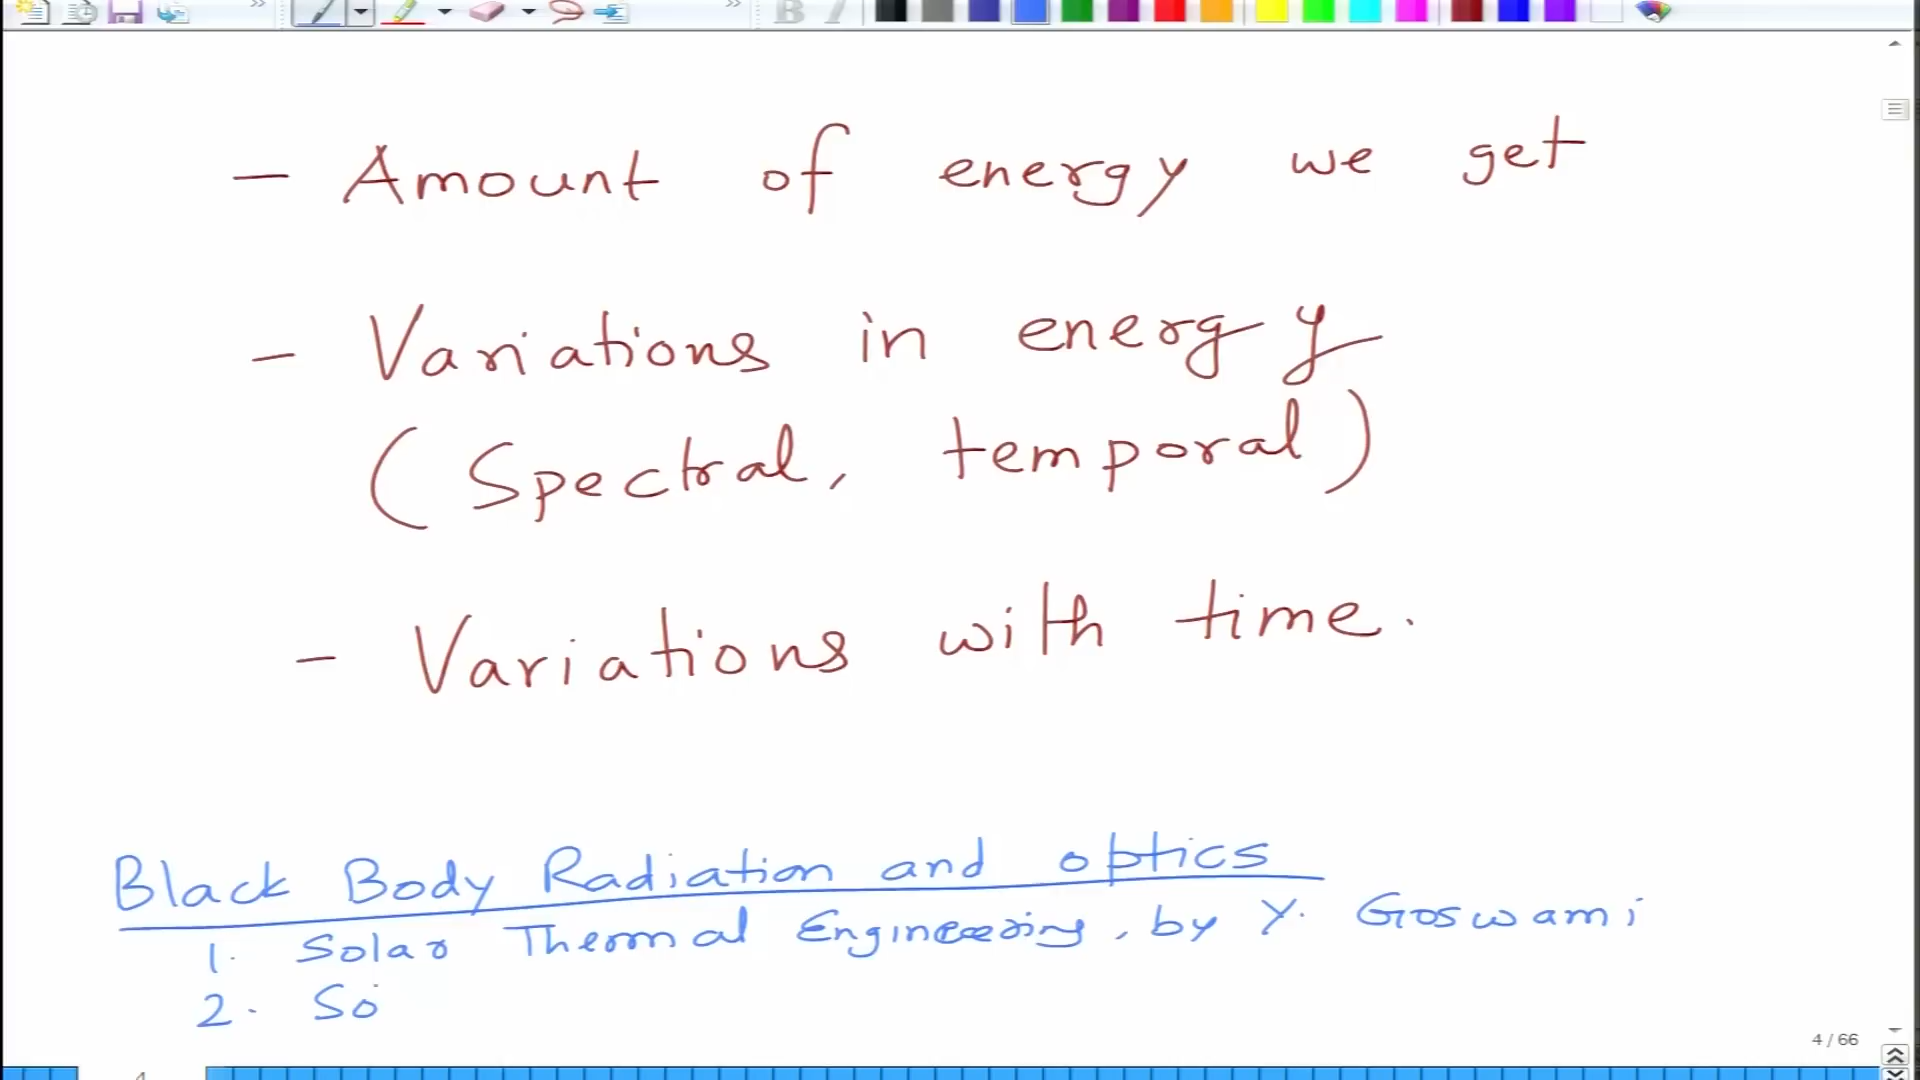 - Amount of energy we get
- Variations in energy
(Spectral, temporal)
- Variations with time.
Black Body Radiation and optics
1. Solar Thermal Engineering, by Y. Goswami
2. So
4 / 66